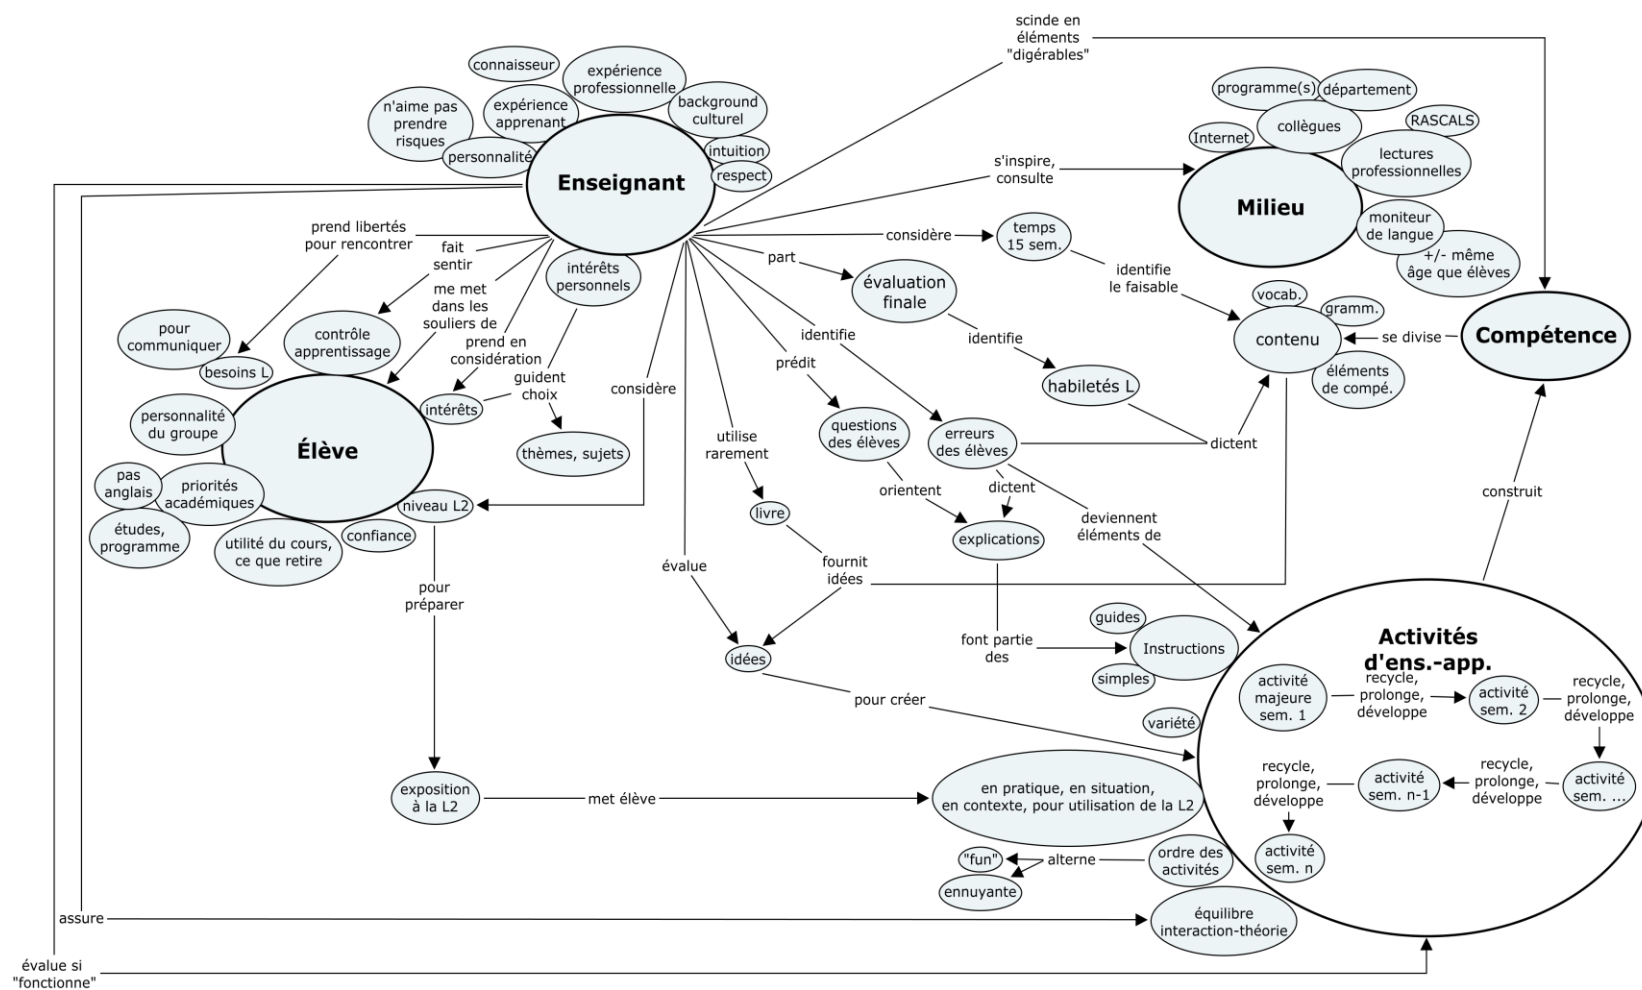 scinde en
éléments
"digérables"
connaisseur
expérience
professionnelle
n'aime pas
prendre
risques
expérience
apprenant
background
culturel
personnalité
intuition
respect
Enseignant
programme(s)
département
collègues
Internet
RASCALS
lectures
professionnelles
Milieu
moniteur
de langue
+/- même
âge que élèves
s'inspire,
consulte
prend libertés
pour rencontrer
fait
sentir
me met
dans les
souliers de
prend en
considération
intérêts
personnels
guident
choix
considère
temps
15 sem.
part
évaluation
finale
identifie
le faisable
vocab.
gramm.
contenu
éléments
de compé.
se divise
Compétence
identifie
identifie
habiletés L
prédit
considère
pour
communiquer
besoins L
contrôle
apprentissage
intérêts
thèmes, sujets
personnalité
du groupe
Élève
pas
anglais
priorités
académiques
études,
programme
utilité du cours,
ce que retire
confiance
niveau L2
utilise
rarement
livre
questions
des élèves
erreurs
des élèves
dictent
orientent
dictent
explications
deviennent
éléments de
construit
évalue
fournit
idées
pour
préparer
idées
font partie
des
guides
Instructions
simples
variété
pour créer
Activités
d'ens.-app.
activité
majeure
sem. 1
recycle,
prolonge,
développe
activité
sem. 2
recycle,
prolonge,
développe
activité
sem. ...
recycle,
prolonge,
développe
activité
sem. n-1
recycle,
prolonge,
développe
activité
sem. n
exposition
à la L2
met élève
en pratique, en situation,
en contexte, pour utilisation de la L2
"fun"
alterne
ordre des
activités
ennuyante
assure
équilibre
interaction-théorie
évalue si
"fonctionne"